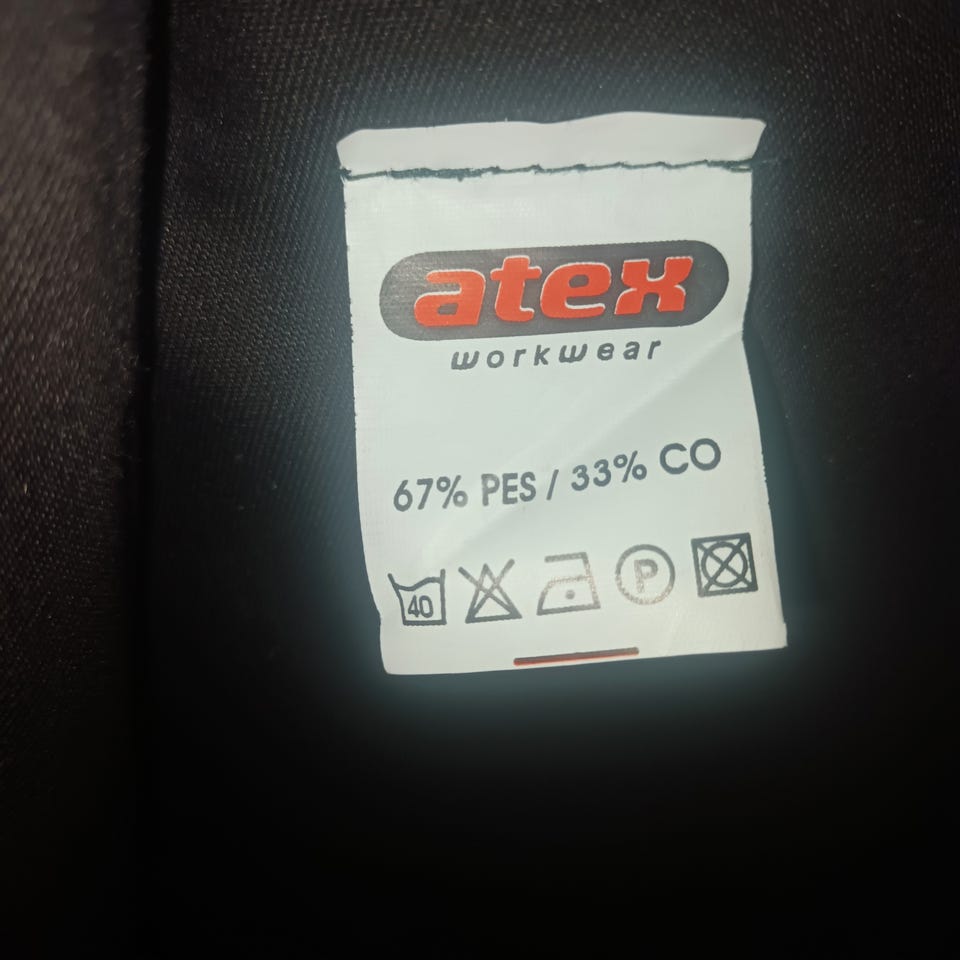 atex
workwear
67% PES / 33% CO
40 P